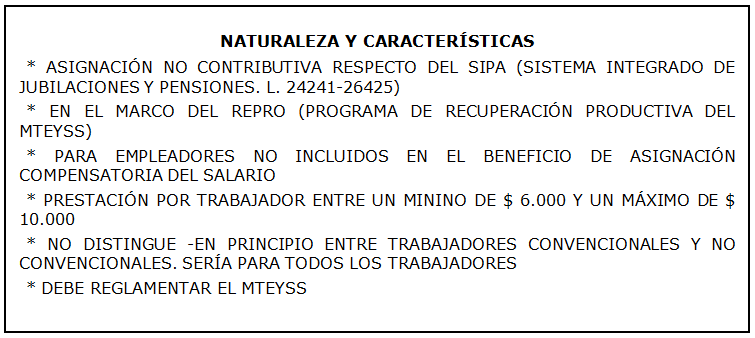 NATURALEZA Y CARACTERÍSTICAS
* ASIGNACIÓN NO CONTRIBUTIVA RESPECTO DEL SIPA (SISTEMA INTEGRADO DE
JUBILACIONES Y PENSIONES. L. 24241-26425)
* EN EL MARCO DEL REPRO (PROGRAMA DE RECUPERACIÓN PRODUCTIVA DEL
MTEYSS)
* PARA EMPLEADORES NO INCLUIDOS EN EL BENEFICIO DE ASIGNACIÓN
COMPENSATORIA DEL SALARIO
* PRESTACIÓN POR TRABAJADOR ENTRE UN MININO DE $ 6.000 Y UN MÁXIMO DE $
10.000
* NO DISTINGUE -EN PRINCIPIO ENTRE TRABAJADORES CONVENCIONALES Y NO
CONVENCIONALES. SERÍA PARA TODOS LOS TRABAJADORES
* DEBE REGLAMENTAR EL MTEYSS